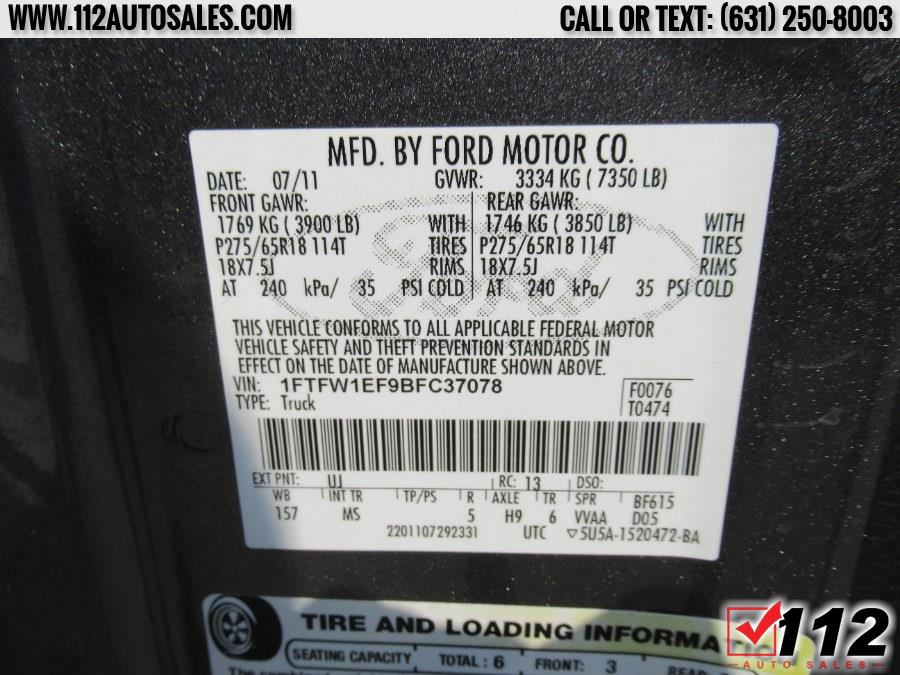 WWW.112AUTOSALES.COM
CALL OR TEXT: (631) 250-8003
MFD. BY FORD MOTOR CO.
DATE: 07/11 GVWR: 3334 KG ( 7350 LB)
FRONT GAWR: REAR GAWR:
1769 KG ( 3900 LB) WITH 1746 KG ( 3850 LB) WITH
P275/65R18 114T TIRES P275/65R18 114T TIRES
18X7.5J RIMS 18X7.5J RIMS
AT 240 kPa/ 35 PSI COLD AT 240 kPa/ 35 PSI COLD
THIS VEHICLE CONFORMS TO ALL APPLICABLE FEDERAL MOTOR
VEHICLE SAFETY AND THEFT PREVENTION STANDARDS IN
EFFECT ON THE DATE OF MANUFACTURE SHOWN ABOVE.
VIN: 1FTFW1EF9BFC37078 F0076
TYPE: Truck T0474
EXT PNT: UJ RC: 13 DSO:
WB INT TR TP/PS R AXLE TR SPR BF615
157 MS 5 H9 6 VVAA D05
2201107292331 UTC ▽5U5A-1520472-BA
TIRE AND LOADING INFORMA
SEATING CAPACITY TOTAL : 6 FRONT: 3
112
AUTO SALES